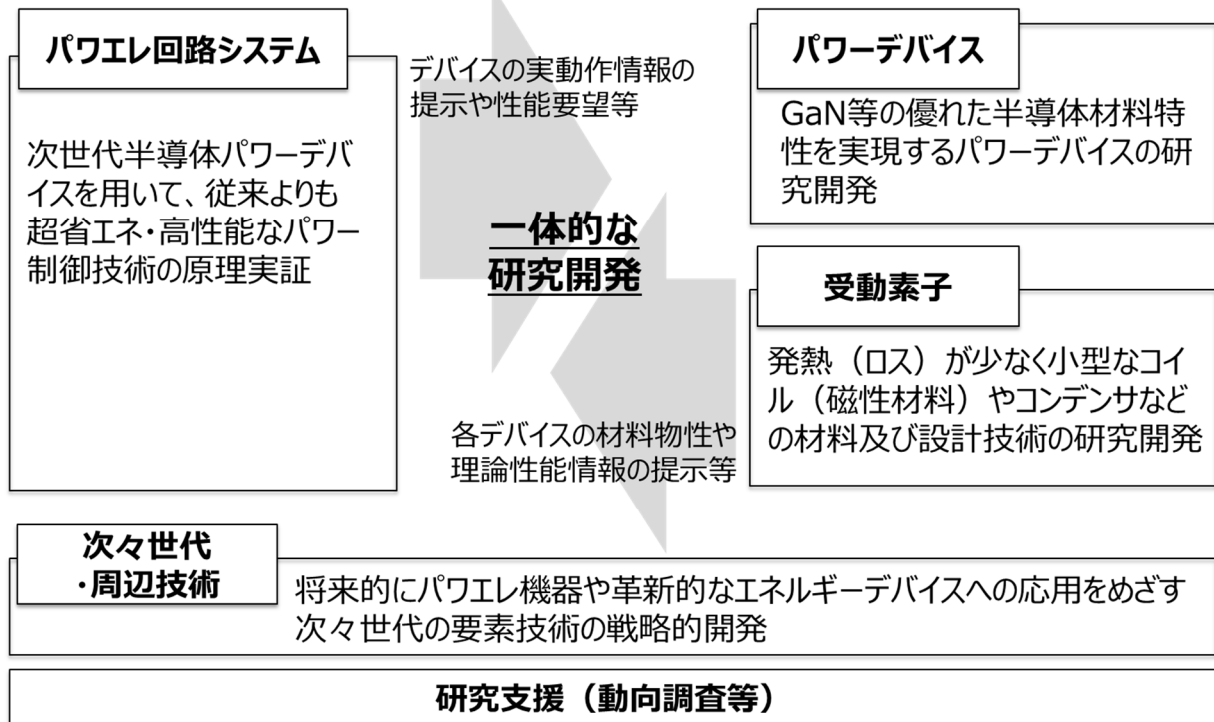 パワエレ回路システム
次世代半導体パワーデバ
イスを用いて、従来よりも
超省エネ・高性能なパワー
制御技術の原理実証
デバイスの実動作情報の
提示や性能要望等
一体的な
研究開発
各デバイスの材料物性や
理論性能情報の提示等
パワーデバイス
GaN等の優れた半導体材料特
性を実現するパワーデバイスの研
究開発
受動素子
発熱（ロス）が少なく小型なコイ
ル（磁性材料）やコンデンサなど
の材料及び設計技術の研究開発
次々世代
・周辺技術
将来的にパワエレ機器や革新的なエネルギーデバイスへの応用をめざす
次々世代の要素技術の戦略的開発
研究支援（動向調査等）